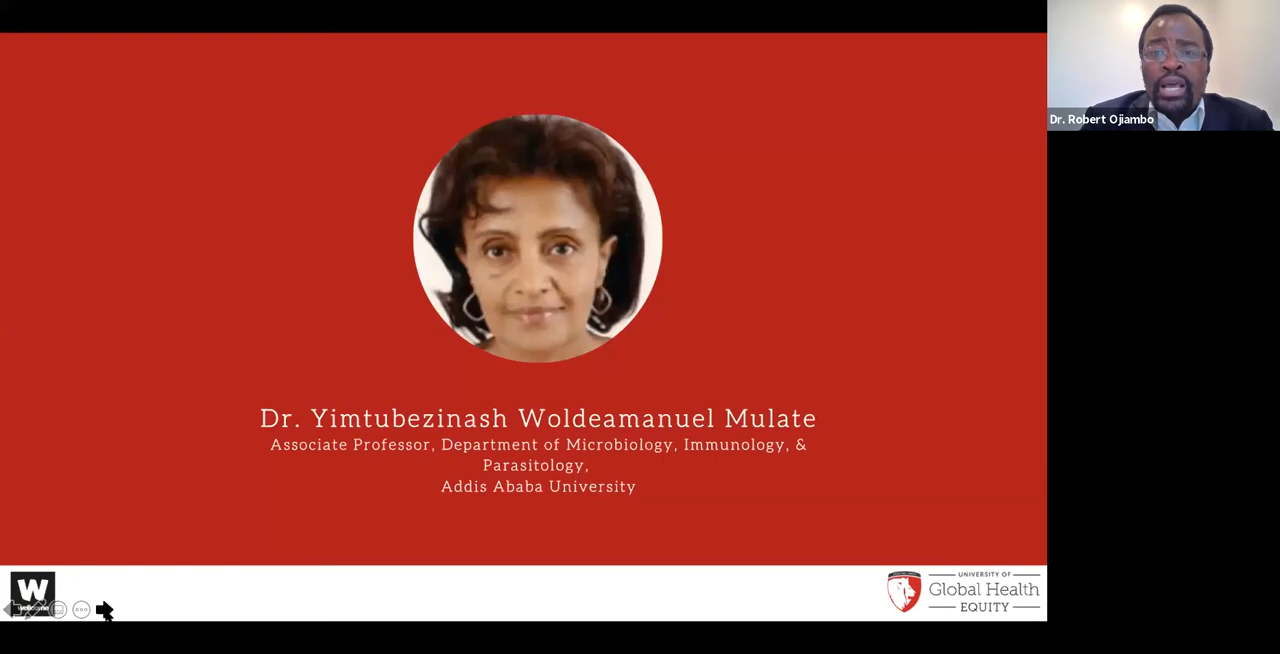 Dr. Robert Ojiambo
Dr. Yimtubezinash Woldeamanuel Mulate
Associate Professor, Department of Microbiology, Immunology, &
Parasitology,
Addis Ababa University
W
UNIVERSITY OF
Global Health
EQUITY